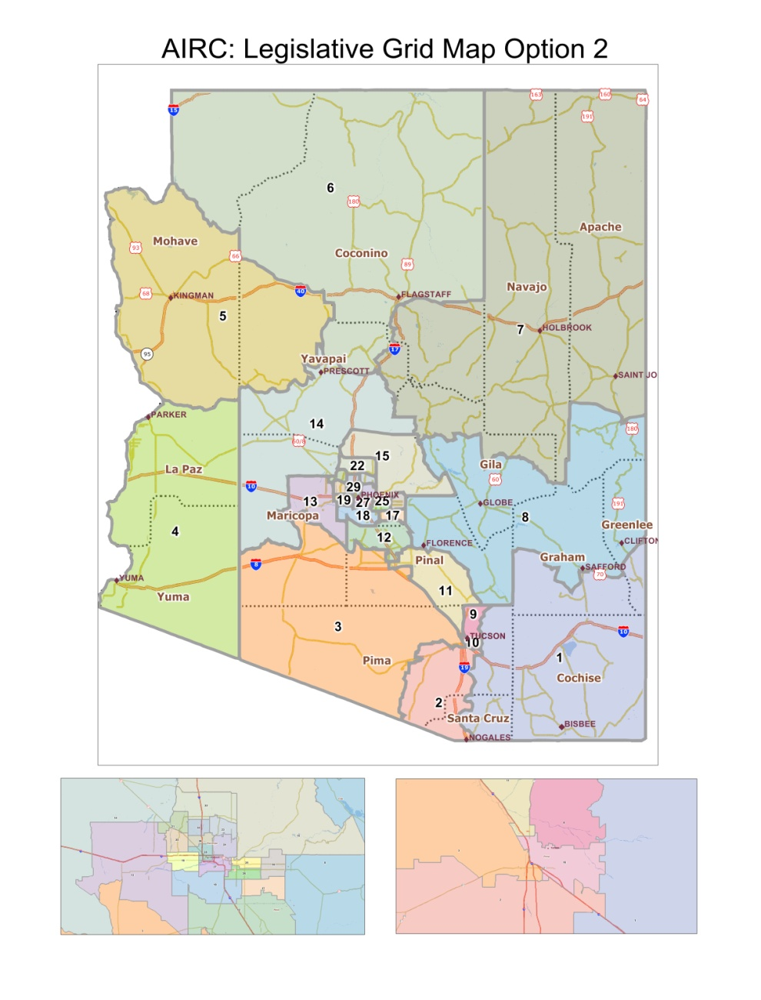 AIRC: Legislative Grid Map Option 2
15
163
160
64
191
6
180
Apache
Mohave
93
66
Coconino
89
Navajo
68
KINGMAN
40
FLAGSTAFF
5
7
HOLBROOK
95
17
Yavapai
PRESCOTT
SAINT JO
PARKER
14
60/8
180
15
22
Gila
La Paz
60
10
29
PHOENIX
13
19
27
25
GLOBE
191
Maricopa
18
17
8
Greenlee
4
12
FLORENCE
CLIFTON
Graham
8
Pinal
SAFFORD
70
YUMA
Yuma
11
9
3
TUCSON
10
10
Pima
19
1
Cochise
2
Santa Cruz
BISBEE
NOGALES